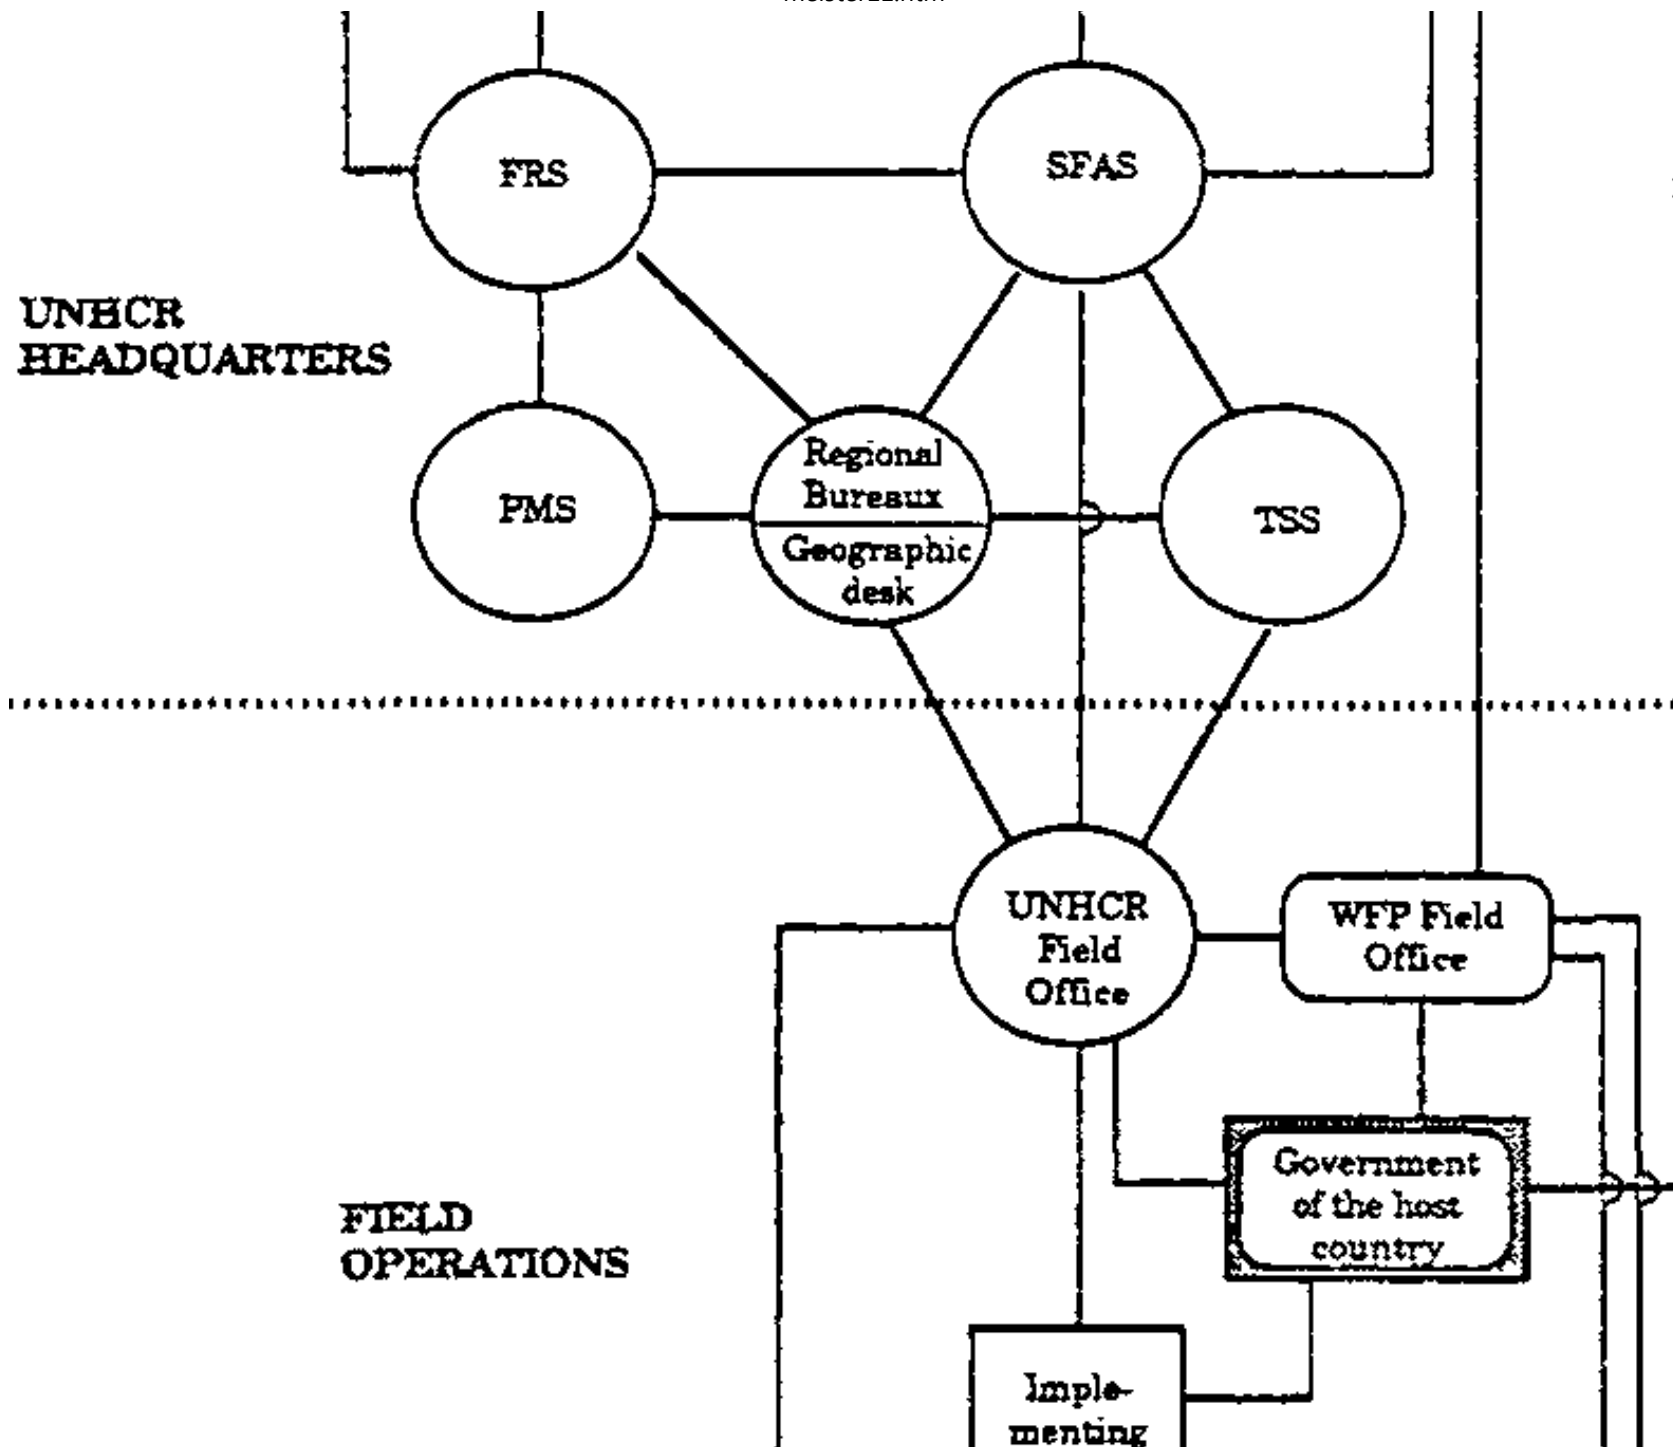 FRS
SFAS
UNHCR
HEADQUARTERS
PMS
Regional
Bureaux
Geographic
desk
TSS
UNHCR
Field
Office
WFP Field
Office
Government
of the host
country
FIELD
OPERATIONS
Imple-
menting